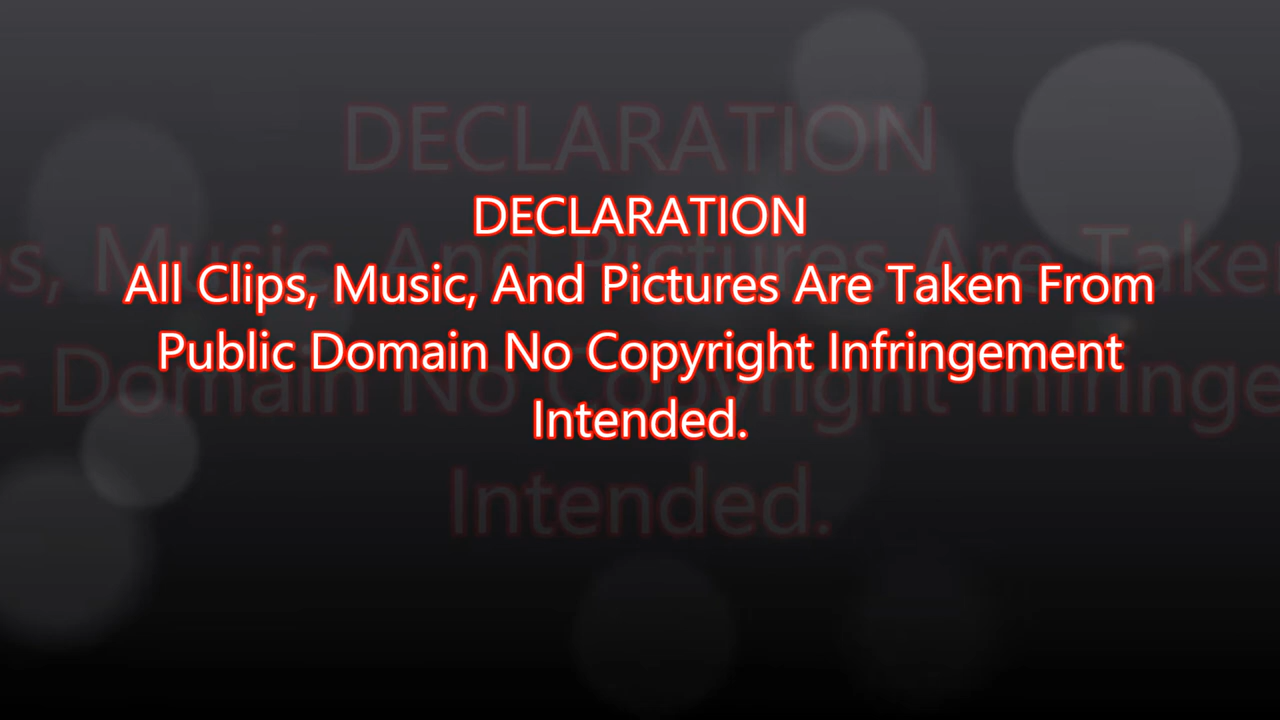 DECLARATION
All Clips, Music, And Pictures Are Taken From
Public Domain No Copyright Infringement
Intended.